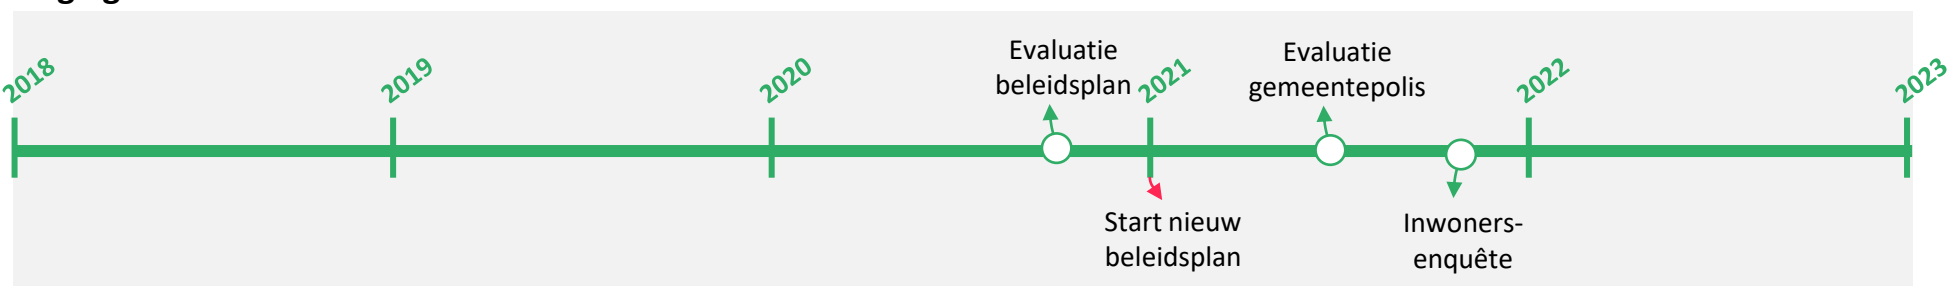 2018
2019
2020
Evaluatie
beleidsplan
2021
Evaluatie
gemeentepolis
2022
2023
Start nieuw
beleidsplan
Inwoners-
enquête